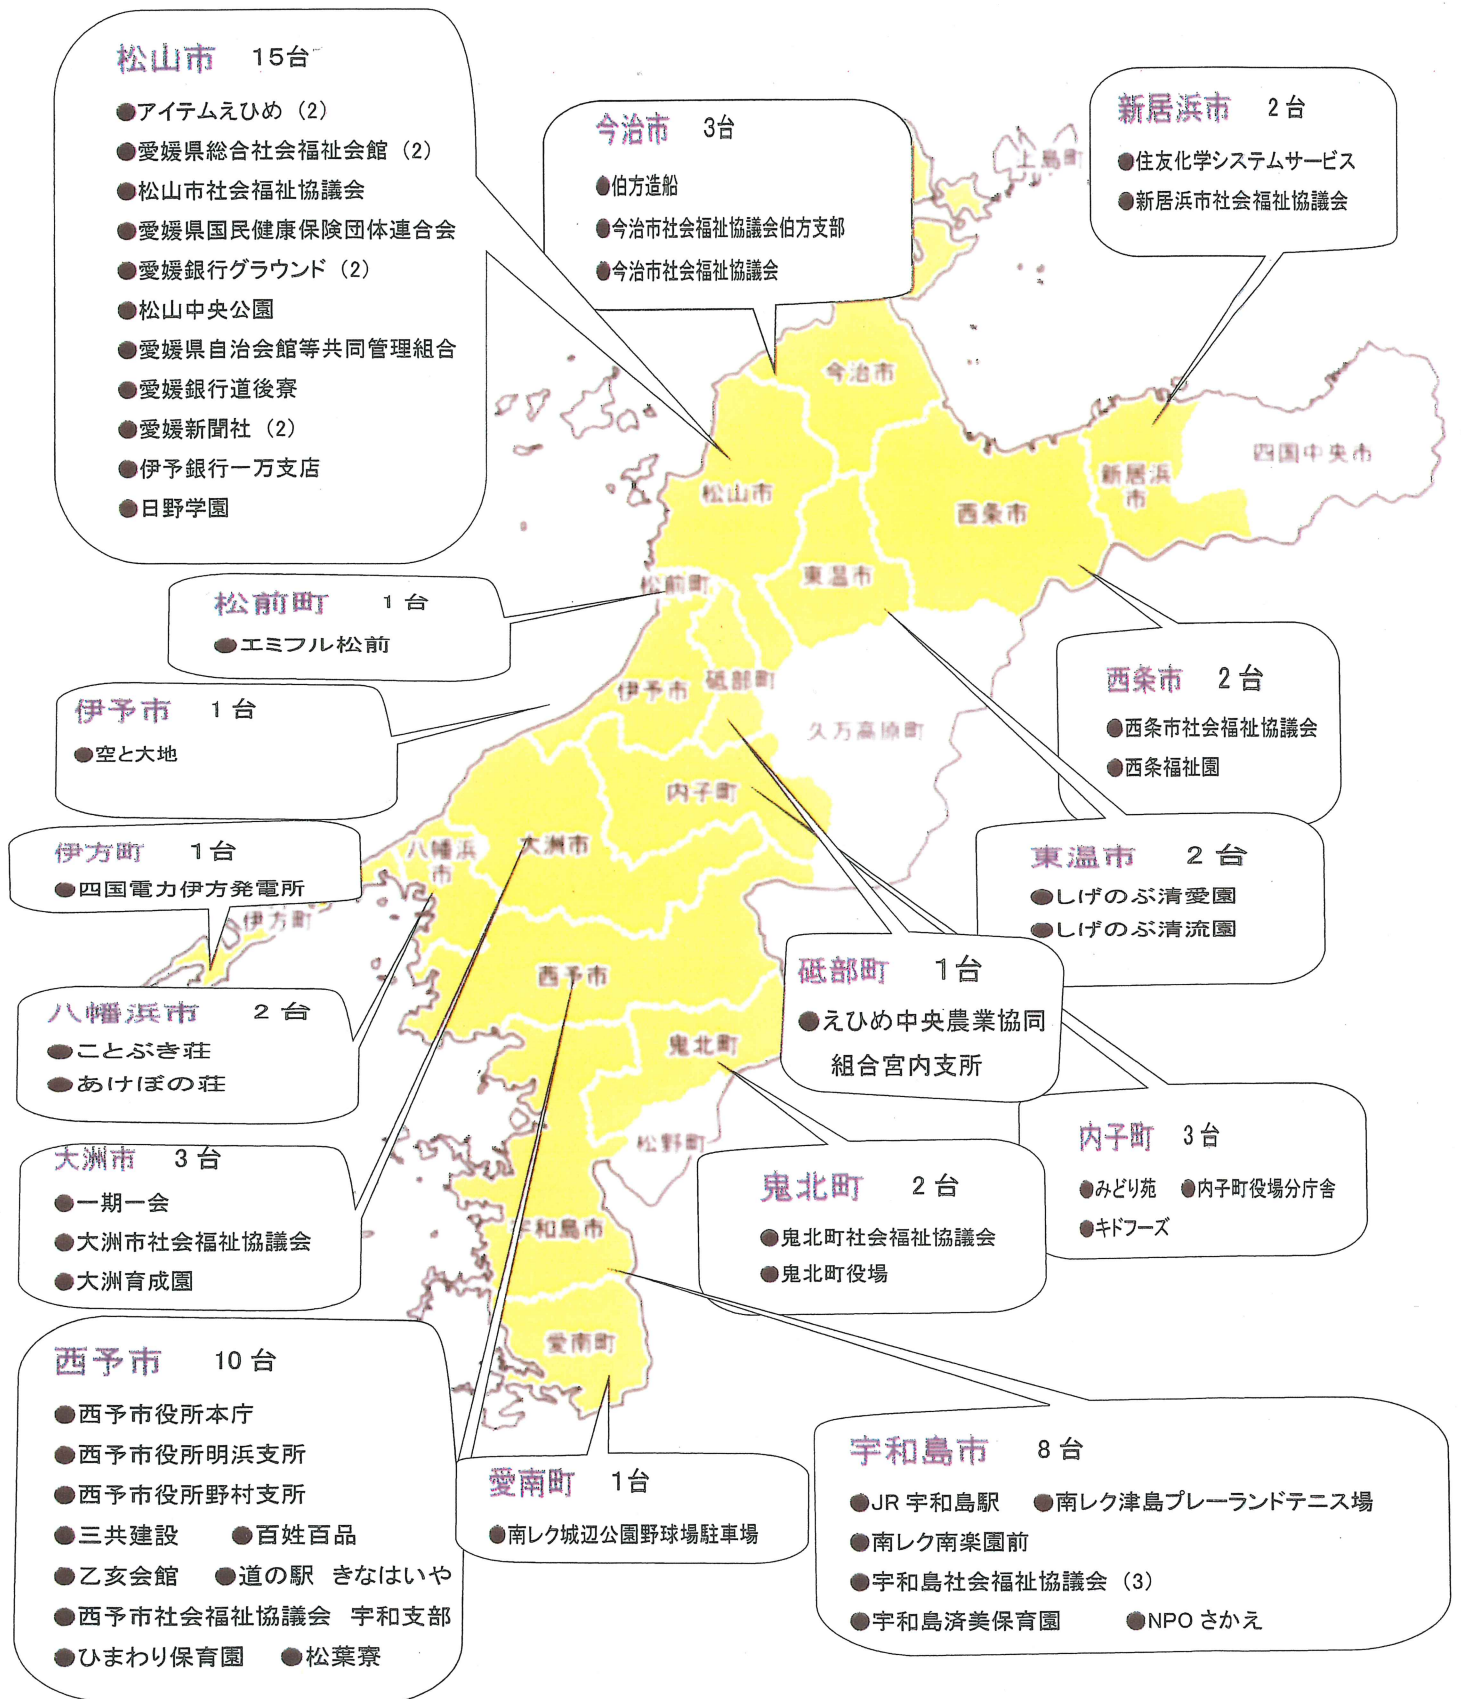 松山市 15台
●アイテムえひめ（2）
●愛媛県総合社会福祉会館（2）
●松山市社会福祉協議会
●愛媛県国民健康保険団体連合会
●愛媛銀行グラウンド（2）
●松山中央公園
●愛媛県自治会館等共同管理組合
●愛媛銀行道後寮
●愛媛新聞社（2）
●伊予銀行一万支店
●日野学園
今治市 3台
●伯方造船
●今治市社会福祉協議会伯方支部
●今治市社会福祉協議会
新居浜市 2台
●住友化学システムサービス
●新居浜市社会福祉協議会
上島町
今治市
四国中央市
新居浜
市
松山市
西条市
東温市
松前町
伊予市
砥部町
久万高原町
内子町
大洲市
八幡浜
市
伊方町
西予市
鬼北町
松野町
宇和島市
愛南町
松前町 1台
●エミフル松前
伊予市 1台
●空と大地
西条市 2台
●西条市社会福祉協議会
●西条福祉園
伊方町 1台
●四国電力伊方発電所
東温市 2台
●しげのぶ清愛園
●しげのぶ清流園
砥部町 1台
●えひめ中央農業協同
組合宮内支所
八幡浜市 2台
●ことぶき荘
●あけぼの荘
内子町 3台
●みどり苑 ●内子町役場分庁舎
●キドフーズ
大洲市 3台
●一期一会
●大洲市社会福祉協議会
●大洲育成園
鬼北町 2台
●鬼北町社会福祉協議会
●鬼北町役場
西予市 10台
●西予市役所本庁
●西予市役所明浜支所
●西予市役所野村支所
●三共建設 ●百姓百品
●乙亥会館 ●道の駅 きなはいや
●西予市社会福祉協議会 宇和支部
●ひまわり保育園 ●松葉寮
愛南町 1台
●南レク城辺公園野球場駐車場
宇和島市 8台
●JR宇和島駅 ●南レク津島プレーランドテニス場
●南レク南楽園前
●宇和島社会福祉協議会（3）
●宇和島済美保育園 ●NPOさかえ